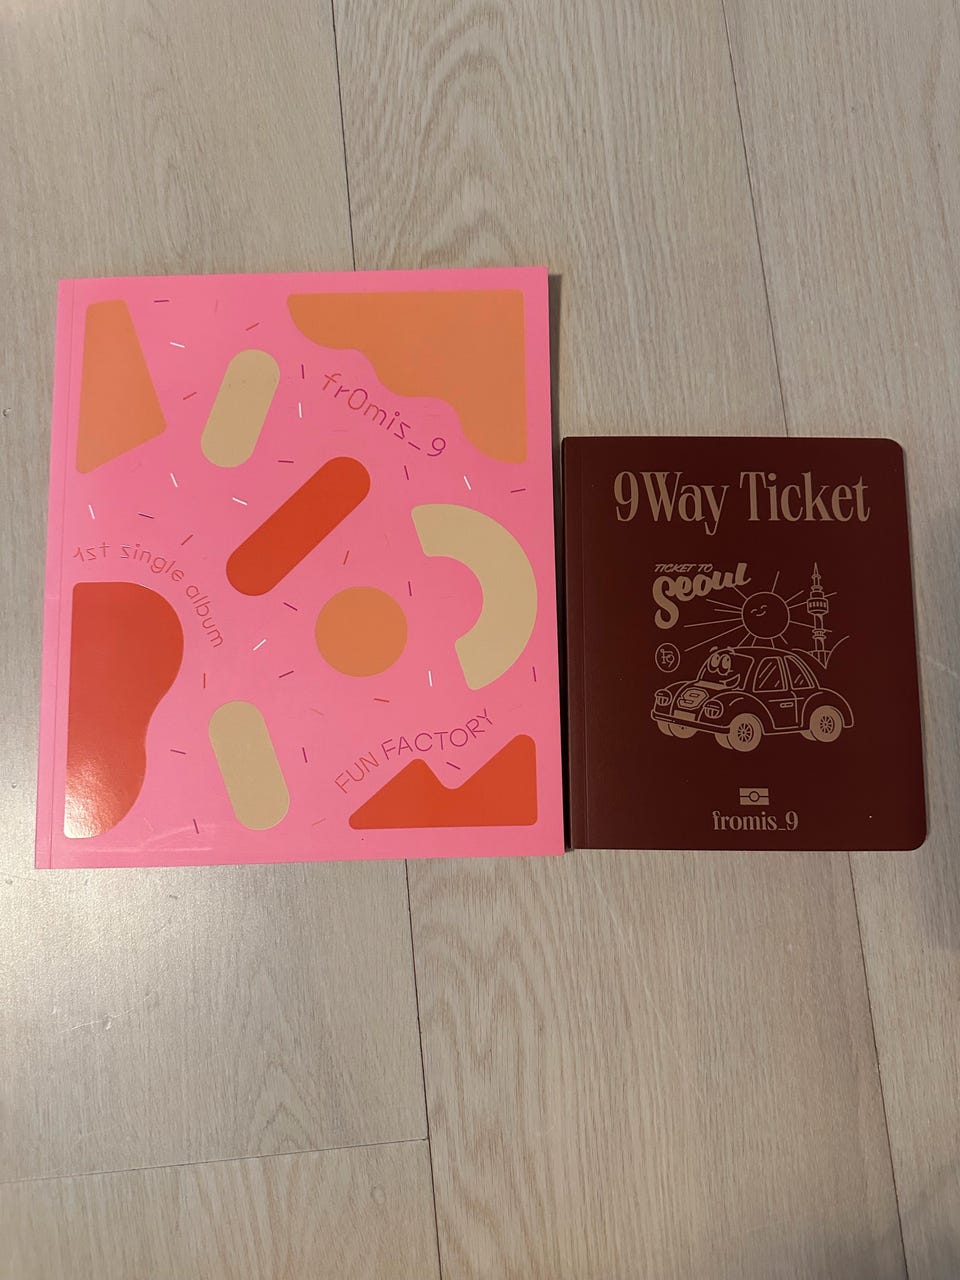 fr0mis_9
1st single album
FUN FACTORY
9 Way Ticket
TICKET TO
Seoul
fromis_9